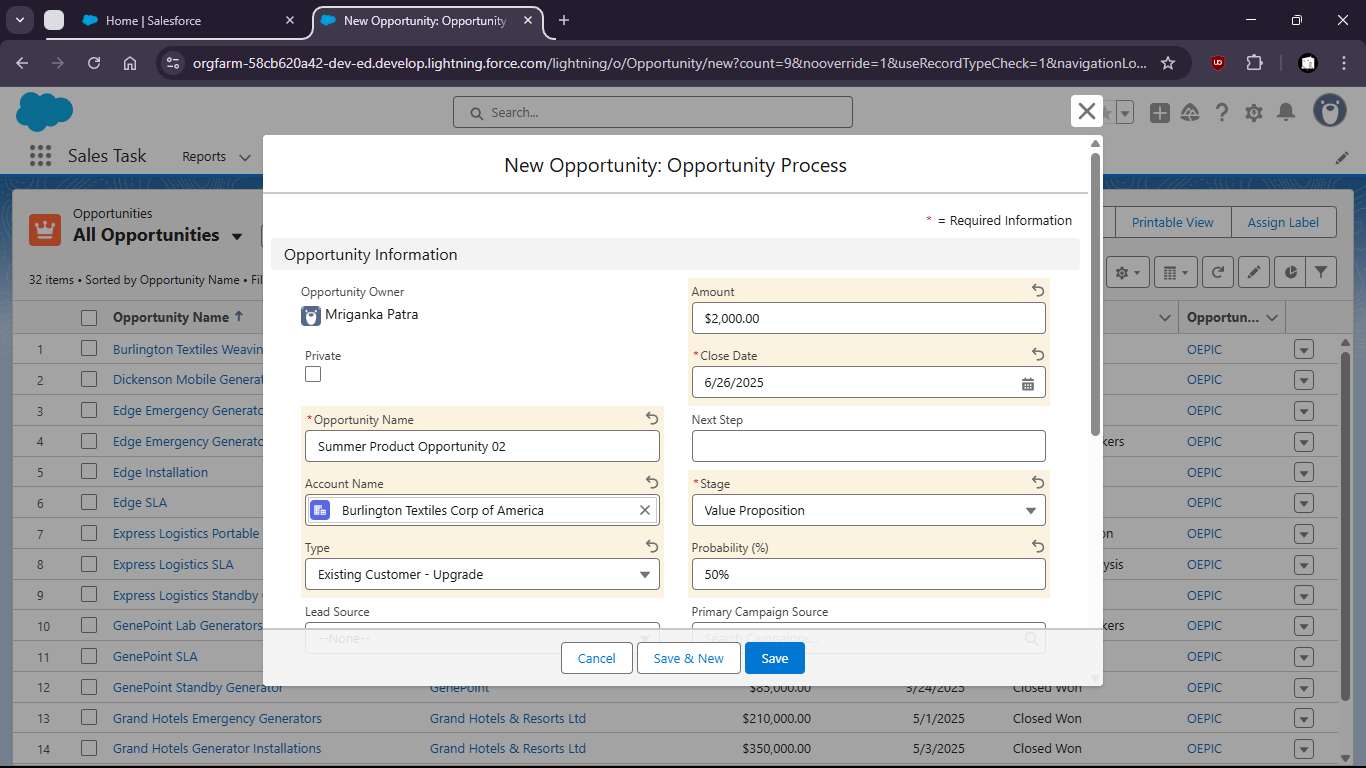 Home | Salesforce
New Opportunity: Opportunity
orgfarm-58cb620a42-dev-ed.develop.lightning.force.com/lightning/o/Opportunity/new?count=9&nooverride=1&useRecordTypeCheck=1&navigationLo...
Search...
Sales Task
Reports
Opportunities
All Opportunities
Printable View
Assign Label
32 items • Sorted by Opportunity Name • Fil
Opportunity Name
Opportun...
1 Burlington Textiles Weavin OEPIC
2 Dickenson Mobile Generat OEPIC
3 Edge Emergency Generato OEPIC
4 Edge Emergency Generato kers OEPIC
5 Edge Installation OEPIC
6 Edge SLA OEPIC
7 Express Logistics Portable on OEPIC
8 Express Logistics SLA ysis OEPIC
9 Express Logistics Standby OEPIC
10 GenePoint Lab Generators kers OEPIC
11 GenePoint SLA OEPIC
12 GenePoint Standby Generator GenePoint $85,000.00 3/24/2025 Closed Won OEPIC
13 Grand Hotels Emergency Generators Grand Hotels & Resorts Ltd $210,000.00 5/1/2025 Closed Won OEPIC
14 Grand Hotels Generator Installations Grand Hotels & Resorts Ltd $350,000.00 5/3/2025 Closed Won OEPIC
New Opportunity: Opportunity Process
* = Required Information
Opportunity Information
Opportunity Owner
Mriganka Patra
Amount
$2,000.00
Private
*Close Date
6/26/2025
*Opportunity Name
Summer Product Opportunity 02
Next Step
Account Name
Burlington Textiles Corp of America
*Stage
Value Proposition
Type
Existing Customer - Upgrade
Probability (%)
50%
Lead Source
--None--
Primary Campaign Source
Search Campaigns...
Cancel
Save & New
Save